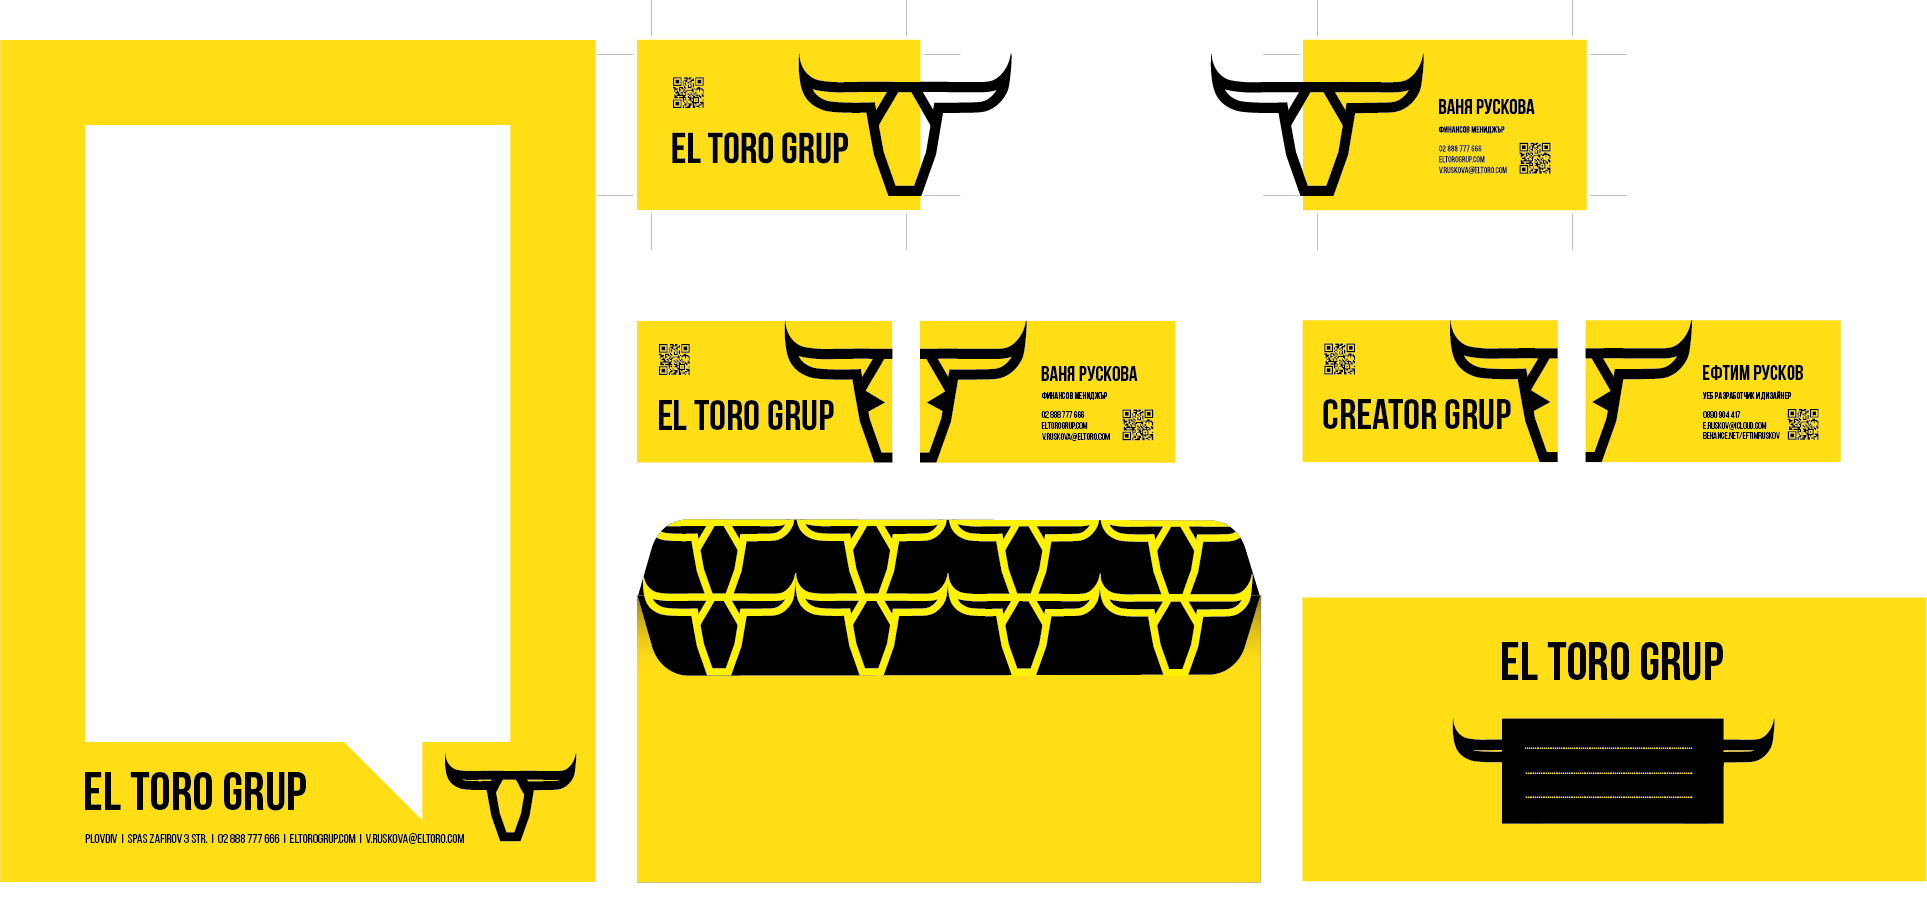 EL TORO GRUP
PLOVDIV | SPAS ZAFIROV 3 STR. | 02 888 777 666 | ELTOROGRUP.COM | V.RUSKOVA@ELTORO.COM
EL TORO GRUP
ВАНЯ РУСКОВА
ФИНАНСОВ МЕНИДЖЪР
02 888 777 666
ELTOROGRUP.COM
V.RUSKOVA@ELTORO.COM
EL TORO GRUP
ВАНЯ РУСКОВА
ФИНАНСОВ МЕНИДЖЪР
02 888 777 666
ELTOROGRUP.COM
V.RUSKOVA@ELTORO.COM
CREATOR GRUP
ЕФТИМ РУСКОВ
УЕБ РАЗРАБОТЧИК И ДИЗАЙНЕР
0890 904 417
E.RUSKOV@ICLOUD.COM
BEHANCE.NET/EFTIMRUSKOV
EL TORO GRUP